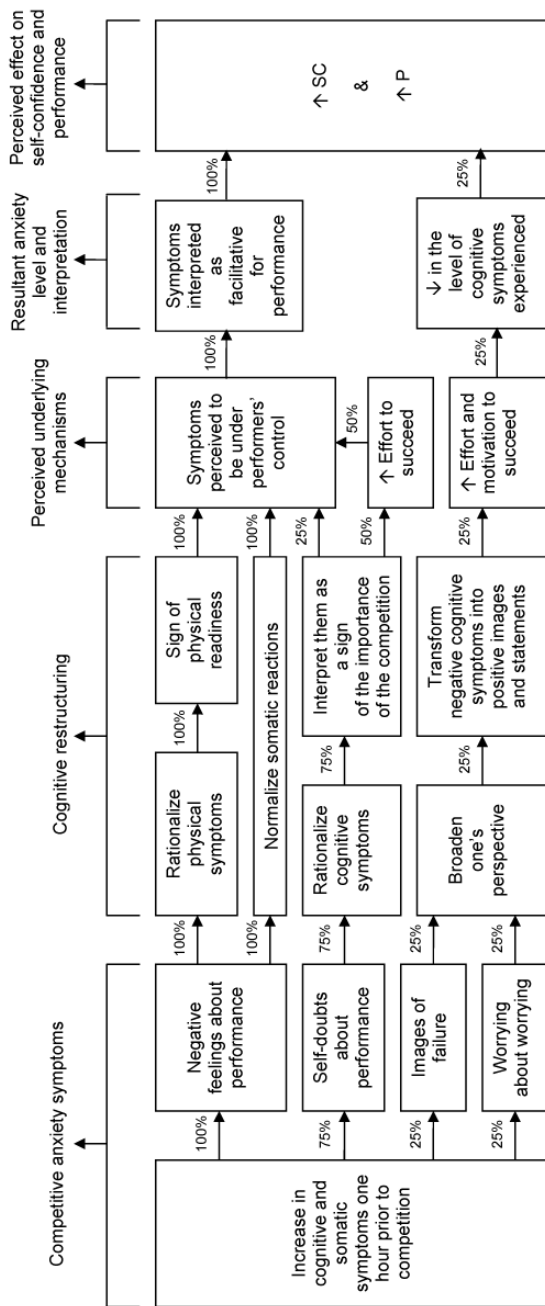 Competitive anxiety symptoms
Cognitive restructuring
Perceived underlying
mechanisms
Resultant anxiety
level and
interpretation
Perceived effect on
self-confidence and
performance
Increase in
cognitive and
somatic
symptoms one
hour prior to
competition
100%
75%
25%
25%
Negative
feelings about
performance
Self-doubts
about
performance
Images of
failure
Worrying
about worrying
100%
100%
75%
25%
25%
Rationalize
physical
symptoms
100%
Sign of
physical
readiness
Normalize somatic reactions
Rationalize
cognitive
symptoms
75%
Interpret them as
a sign
of the importance
of the competition
Broaden
one's
perspective
25%
Transform
negative cognitive
symptoms into
positive images
and statements
100%
100%
25%
50%
25%
Symptoms
perceived to
be under
performers'
control
50%
↑ Effort to
succeed
↑ Effort and
motivation to
succeed
100%
25%
Symptoms
interpreted
as
facilitative
for
performance
↓ in the
level of
cognitive
symptoms
experienced
100%
25%
↑ SC
&
↑ P